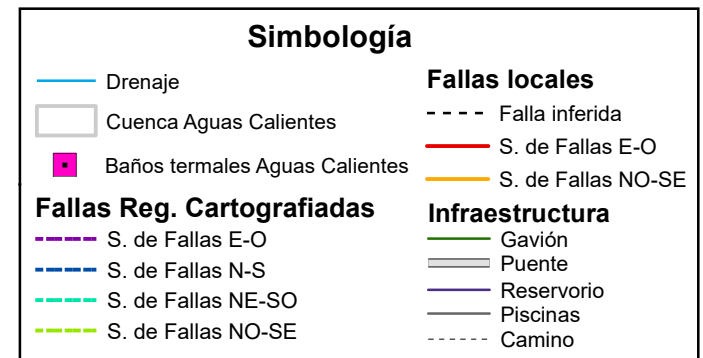 Simbología
Drenaje
Cuenca Aguas Calientes
Baños termales Aguas Calientes
Fallas Reg. Cartografiadas
S. de Fallas E-O
S. de Fallas N-S
S. de Fallas NE-SO
S. de Fallas NO-SE
Fallas locales
Falla inferida
S. de Fallas E-O
S. de Fallas NO-SE
Infraestructura
Gavión
Puente
Reservorio
Piscinas
Camino